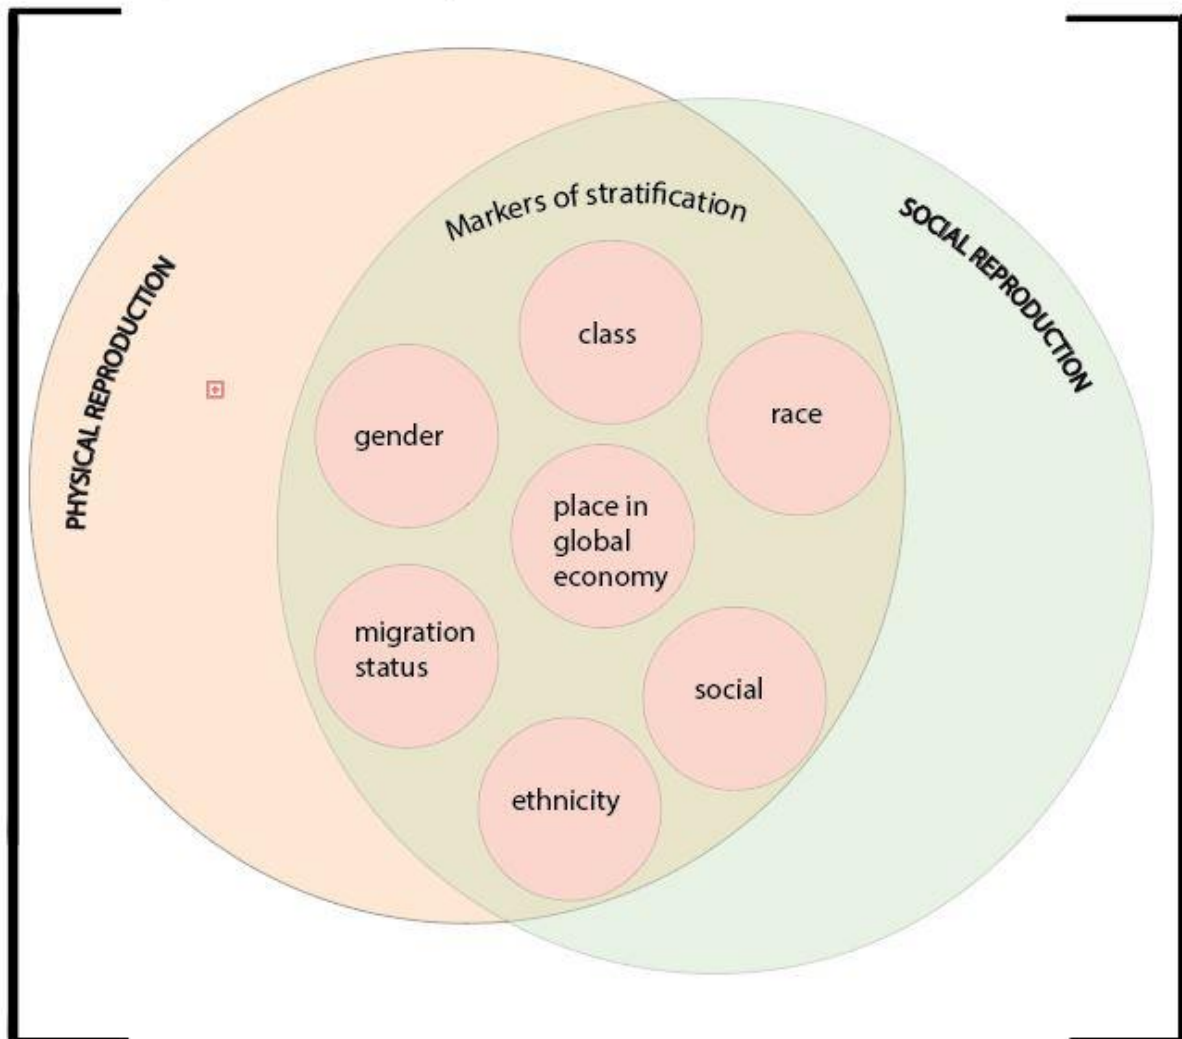 Markers of stratification
PHYSICAL REPRODUCTION
SOCIAL REPRODUCTION
class
race
gender
place in
global
economy
migration
status
social
ethnicity